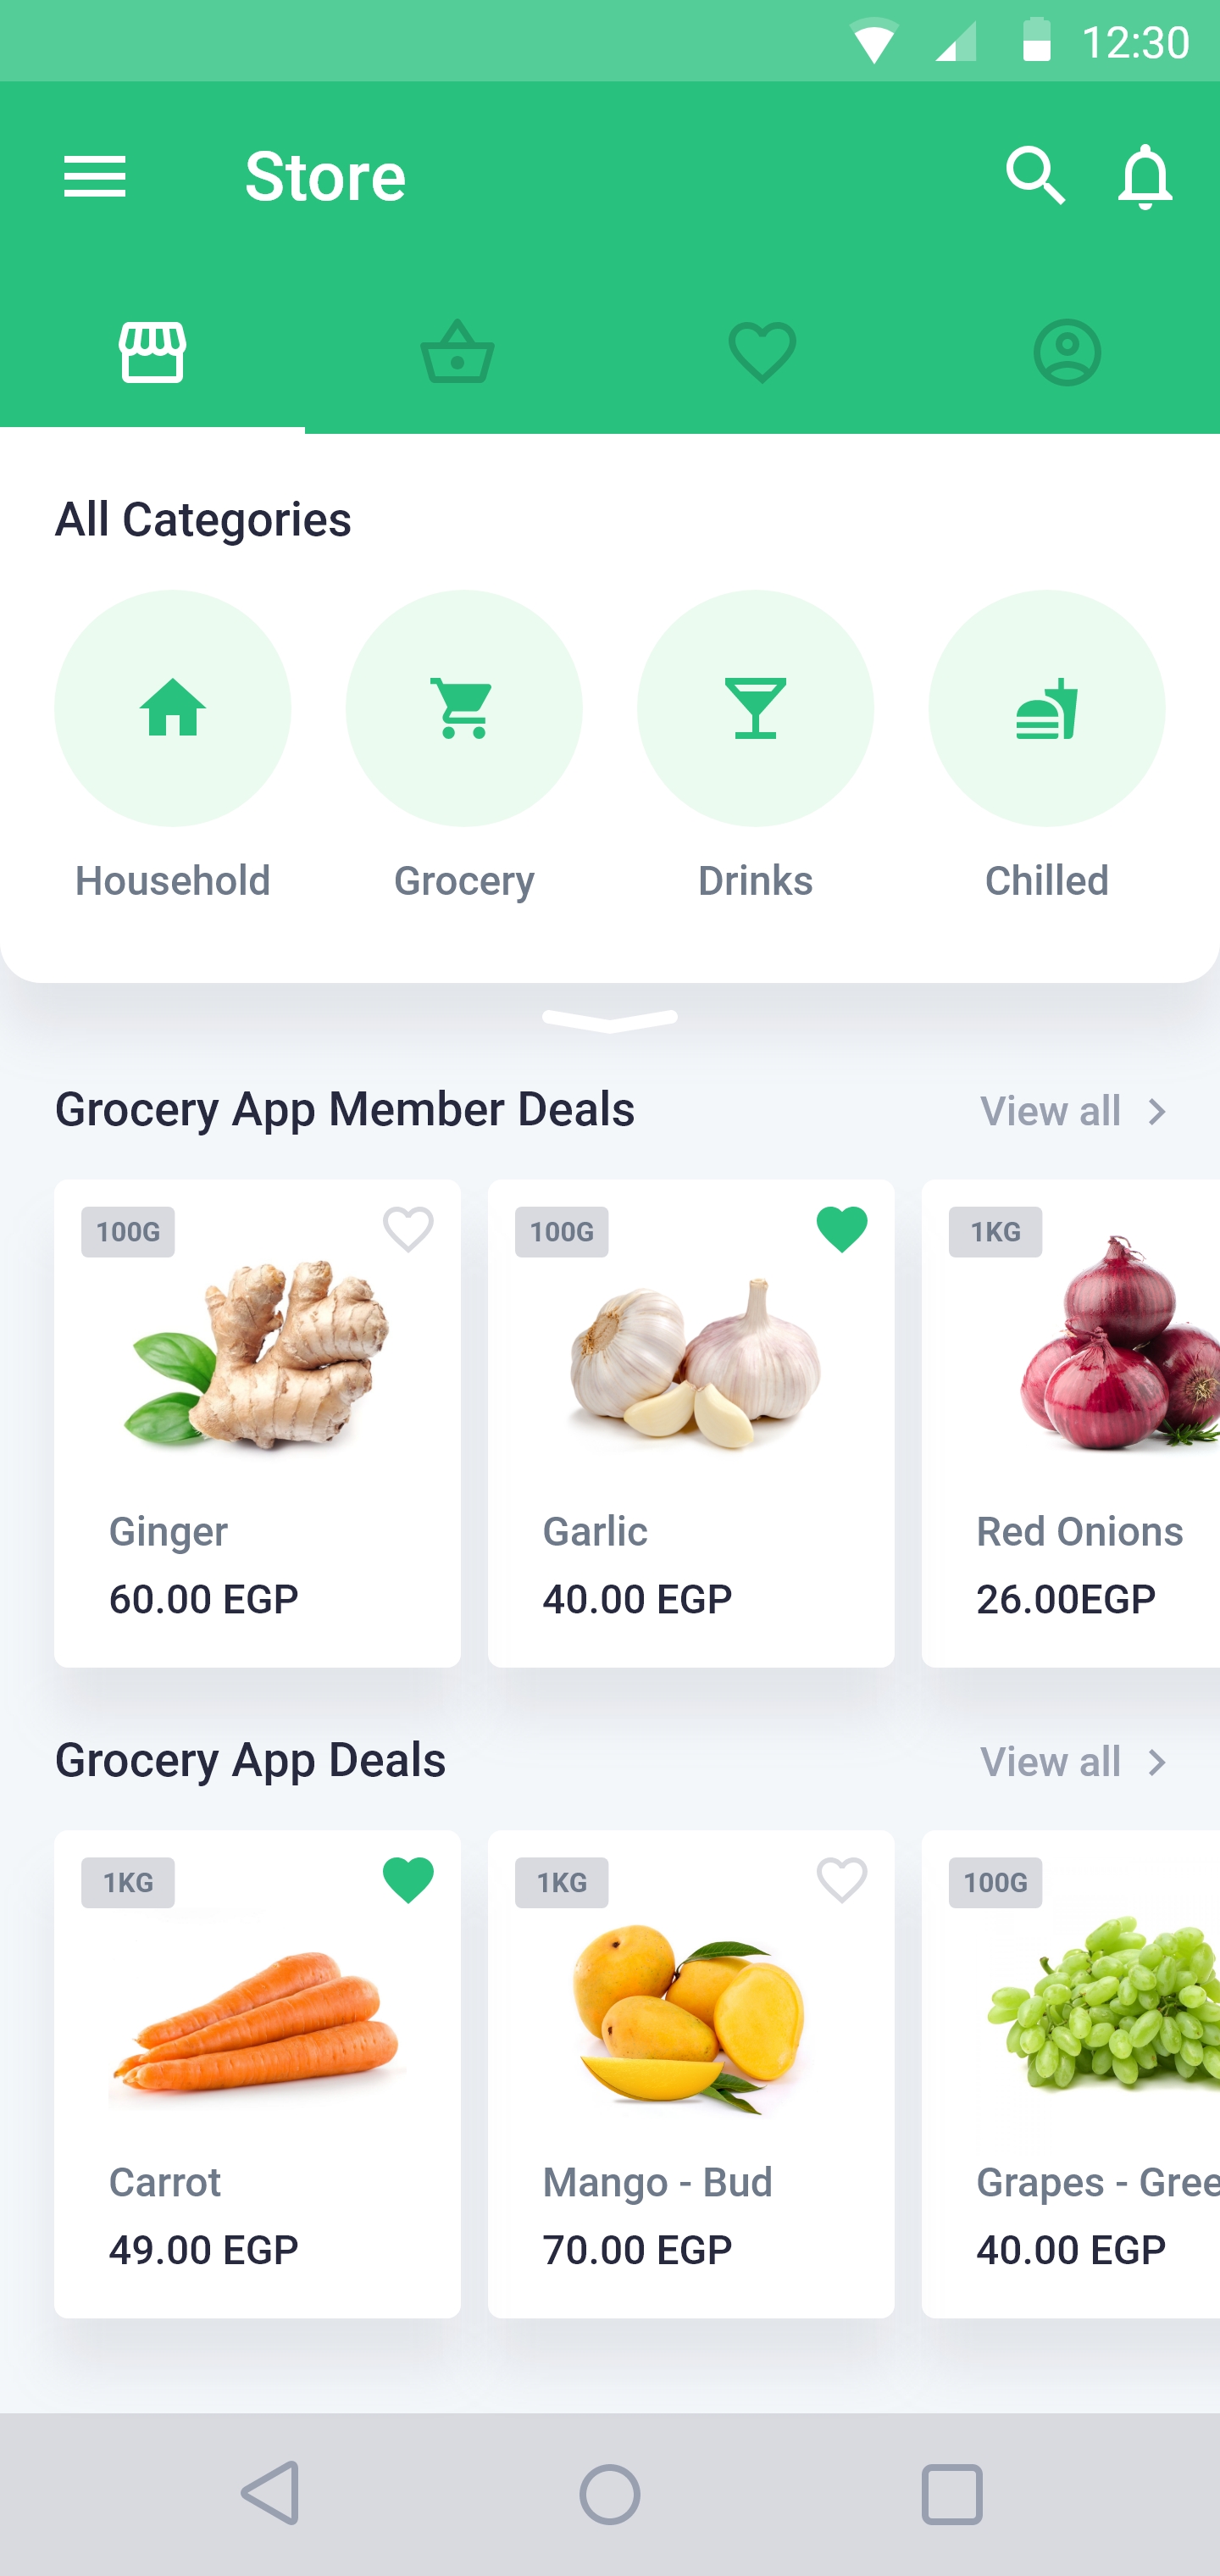 12:30
Store
All Categories
Household Grocery Drinks Chilled
Grocery App Member Deals View all
100G 100G 1KG
Ginger Garlic Red Onions
60.00 EGP 40.00 EGP 26.00EGP
Grocery App Deals View all
1KG 1KG 100G
Carrot Mango - Bud Grapes - Gree
49.00 EGP 70.00 EGP 40.00 EGP